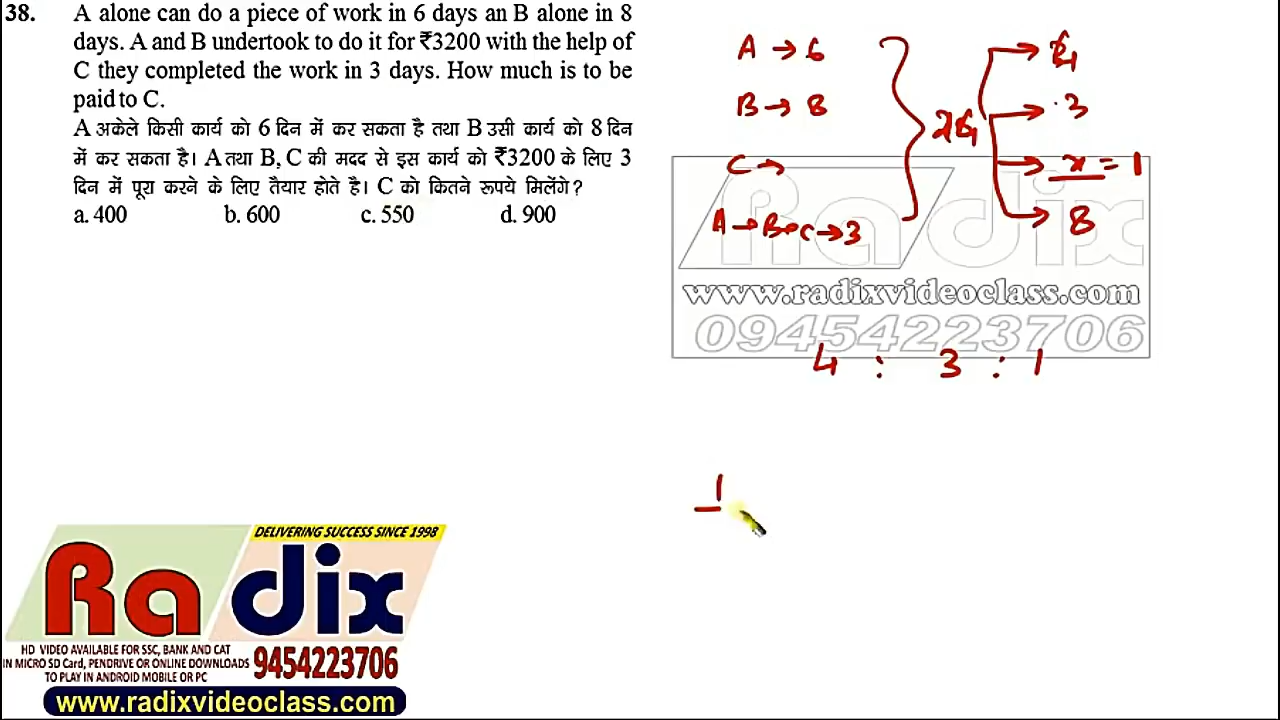 38. A alone can do a piece of work in 6 days an B alone in 8
days. A and B undertook to do it for ₹3200 with the help of
C they completed the work in 3 days. How much is to be
paid to C.
A अकेले किसी कार्य को 6 दिन में कर सकता है तथा B उसी कार्य को 8 दिन
में कर सकता है। A तथा B, C की मदद से इस कार्य को ₹3200 के लिए 3
दिन में पूरा करने के लिए तैयार होते है। C को कितने रूपये मिलेंगे?
a. 400 b. 600 c. 550 d. 900
A → 6
B → 8
C →
A → B + C → 3
24
4
3
x = 1
8
Radix
www.radixvideoclass.com
09454223706
4 : 3 : 1
1
DELIVERING SUCCESS SINCE 1998
Radix
HD VIDEO AVAILABLE FOR SSC, BANK AND CAT
IN MICRO SD Card, PENDRIVE OR ONLINE DOWNLOADS
TO PLAY IN ANDROID MOBILE OR PC
9454223706
www.radixvideoclass.com